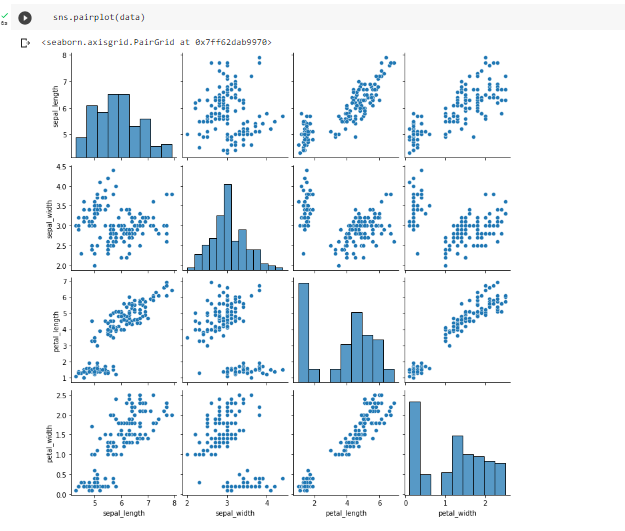 sns.pairplot(data)
6s
<seaborn.axisgrid.PairGrid at 0x7ff62dab9970>
8
7
6
5
sepal_length
4.5
4.0
3.5
3.0
2.5
2.0
sepal_width
7
6
5
4
3
2
1
petal_length
2.5
2.0
1.5
1.0
0.5
0.0
petal_width
5 6 7 8
2 3 4
2 4 6
0 1 2
sepal_length sepal_width petal_length petal_width